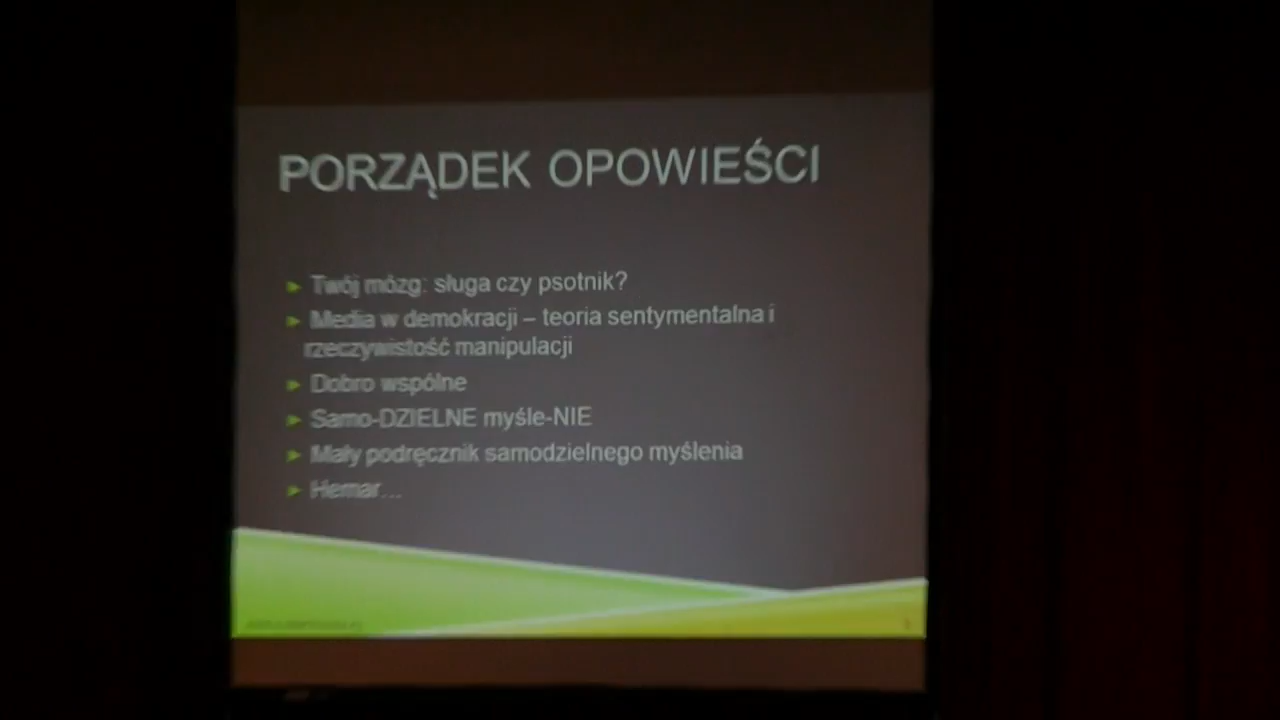 PORZĄDEK OPOWIEŚCI
Twój mózg: sługa czy psotnik?
Media w demokracji – teoria sentymentalna i
rzeczywistość manipulacji
Dobro wspólne
Samo-DZIELNE myśle-NIE
Mały podręcznik samodzielnego myślenia
Hemar...